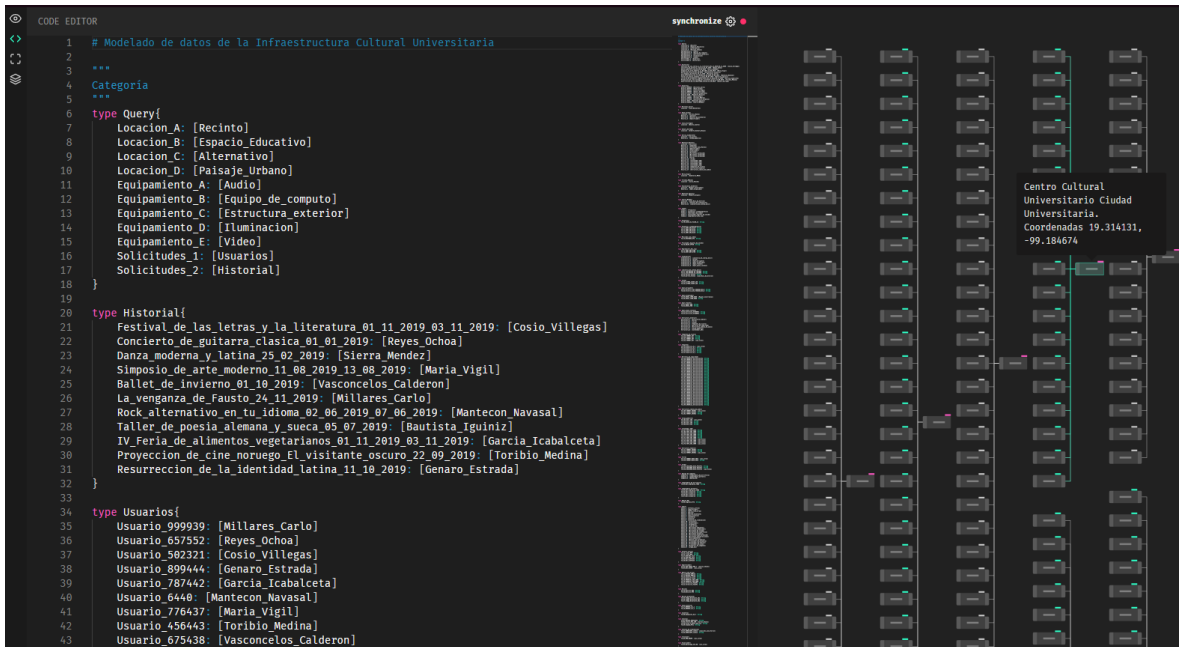 CODE EDITOR
synchronize
1 # Modelado de datos de la Infraestructura Cultural Universitaria
2
3 """
4 Categoria
5 """
6 type Query{
7 Locacion_A: [Recinto]
8 Locacion_B: [Espacio_Educativo]
9 Locacion_C: [Alternativo]
10 Locacion_D: [Paisaje_Urbano]
11 Equipamiento_A: [Audio]
12 Equipamiento_B: [Equipo_de_computo]
13 Equipamiento_C: [Estructura_exterior]
14 Equipamiento_D: [Iluminacion]
15 Equipamiento_E: [Video]
16 Solicitudes_1: [Usuarios]
17 Solicitudes_2: [Historial]
18 }
19
20 type Historial{
21 Festival_de_las_letras_y_la_literatura_01_11_2019_03_11_2019: [Cosio_Villegas]
22 Concierto_de_guitarra_clasica_01_01_2019: [Reyes_Ochoa]
23 Danza_moderna_y_latina_25_02_2019: [Sierra_Mendez]
24 Simposio_de_arte_moderno_11_08_2019_13_08_2019: [Maria_Vigil]
25 Ballet_de_invierno_01_10_2019: [Vasconcelos_Calderon]
26 La_venganza_de_Fausto_24_11_2019: [Millares_Carlo]
27 Rock_alternativo_en_tu_idioma_02_06_2019_07_06_2019: [Mantecon_Navasal]
28 Taller_de_poesia_alemana_y_sueca_05_07_2019: [Bautista_Iguiniz]
29 IV_Feria_de_alimentos_vegetarianos_01_11_2019_03_11_2019: [Garcia_Icabalceta]
30 Proyeccion_de_cine_noruego_El_visitante_oscuro_22_09_2019: [Toribio_Medina]
31 Resurreccion_de_la_identidad_latina_11_10_2019: [Genaro_Estrada]
32 }
33
34 type Usuarios{
35 Usuario_999939: [Millares_Carlo]
36 Usuario_657552: [Reyes_Ochoa]
37 Usuario_502321: [Cosio_Villegas]
38 Usuario_899444: [Genaro_Estrada]
39 Usuario_787442: [Garcia_Icabalceta]
40 Usuario_6440: [Mantecon_Navasal]
41 Usuario_776437: [Maria_Vigil]
42 Usuario_456443: [Toribio_Medina]
43 Usuario_675438: [Vasconcelos_Calderon]
Centro Cultural
Universitario Ciudad
Universitaria.
Coordenadas 19.314131,
-99.184674